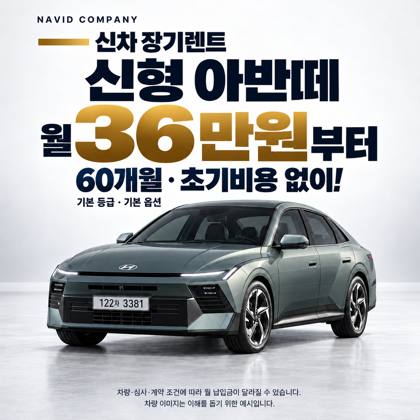 NAVID COMPANY
신차 장기렌트
신형 아반떼
월 36만원부터
60개월 · 초기비용 없이!
기본 등급 · 기본 옵션
122차 3381
차량·심사·계약 조건에 따라 월 납입금이 달라질 수 있습니다.
차량 이미지는 이해를 돕기 위한 예시입니다.